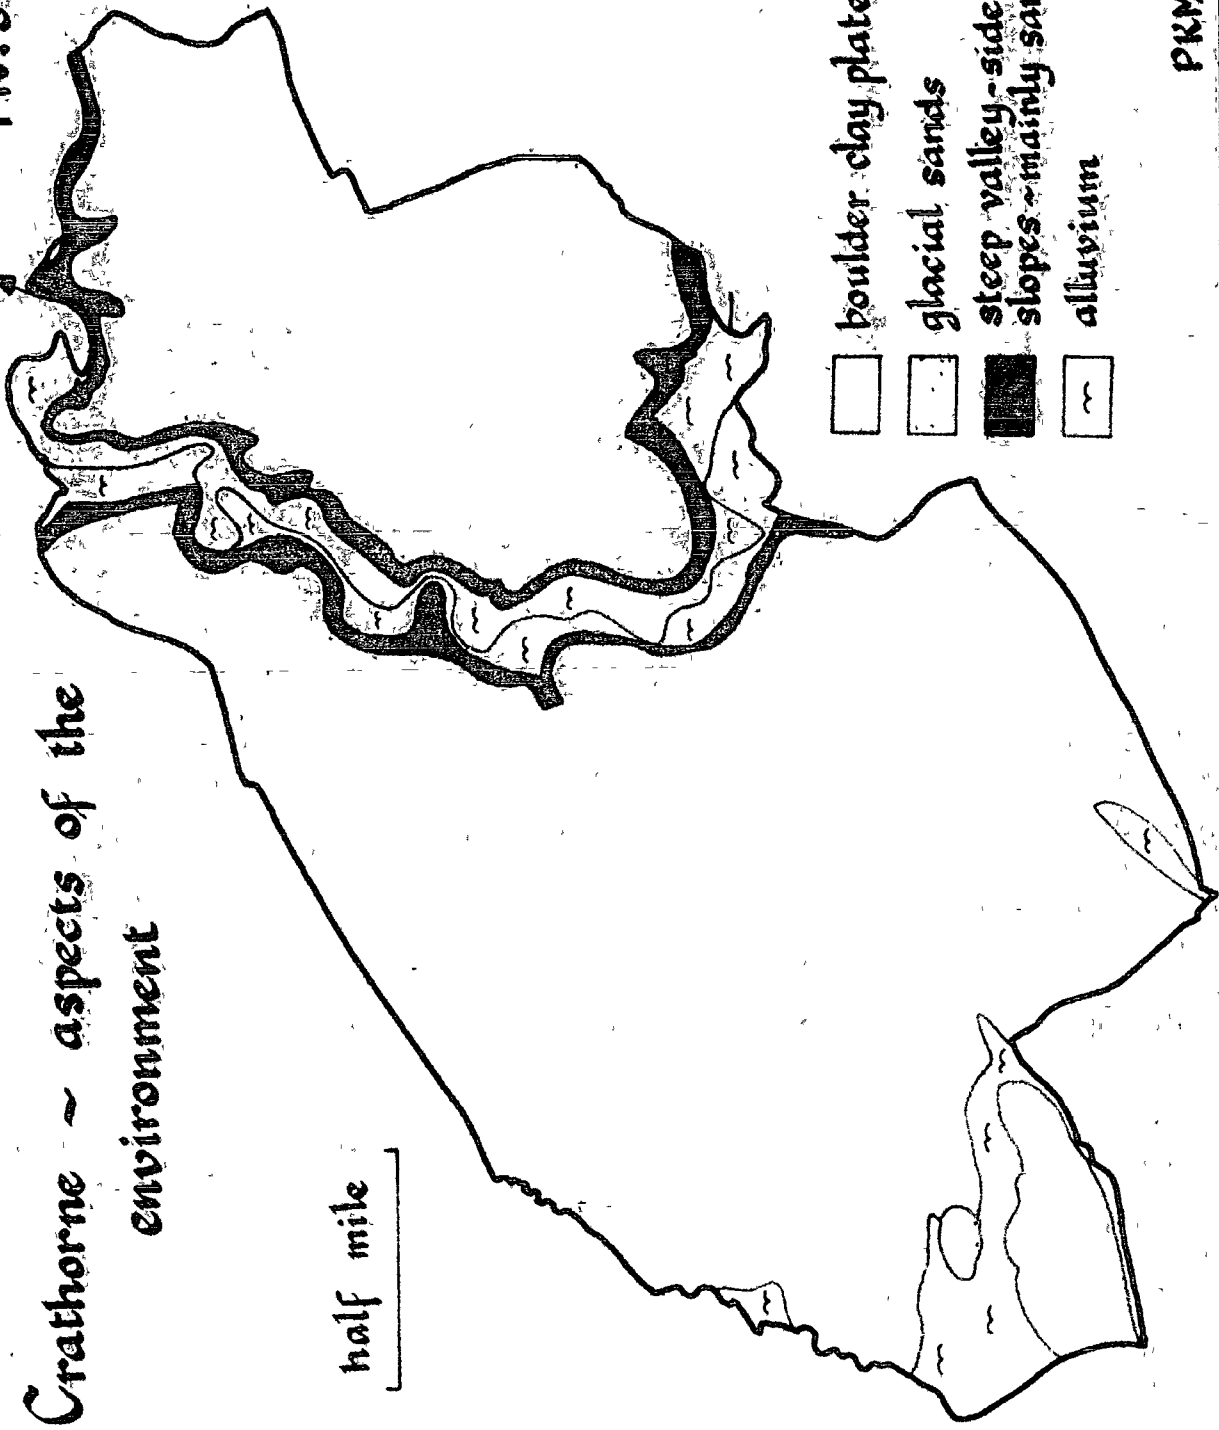 Crathorne ~ aspects of the
environment
half mile
boulder clay plate
glacial sands
steep valley-side
slopes ~ mainly sa
alluvium
PKM